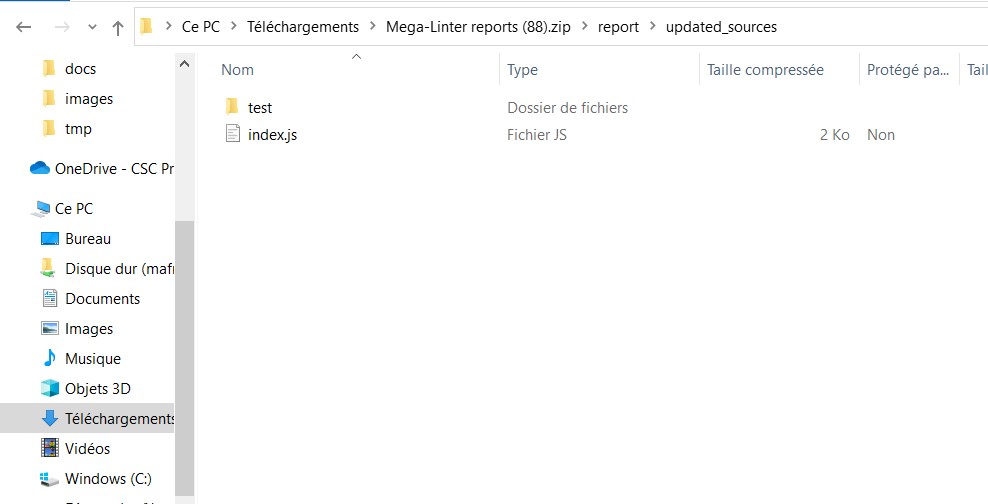 Ce PC > Téléchargements > Mega-Linter reports (88).zip > report > updated_sources
docs
images
tmp
OneDrive - CSC Pr
Ce PC
Bureau
Disque dur (mafr
Documents
Images
Musique
Objets 3D
Téléchargements
Vidéos
Windows (C:)
Nom Type Taille compressée Protégé pa... Tail
test Dossier de fichiers
index.js Fichier JS 2 Ko Non